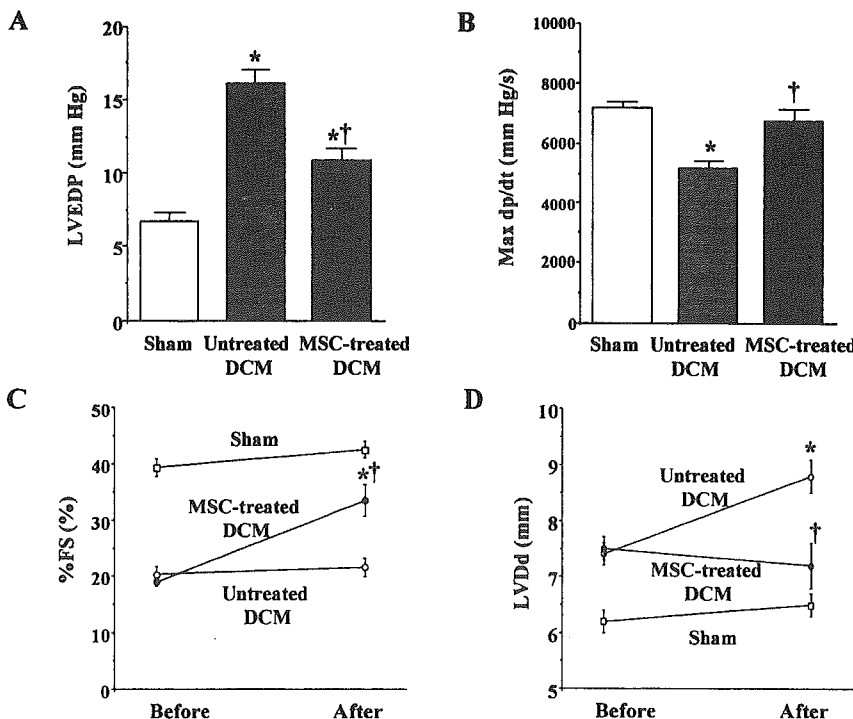 A
LVEDP (mm Hg)
20
15
10
5
0
*
*†
Sham
Untreated
DCM
MSC-treated
DCM
B
Max dp/dt (mm Hg/s)
10000
8000
6000
4000
2000
0
*
†
Sham
Untreated
DCM
MSC-treated
DCM
C
%FS (%)
50
40
30
20
10
0
Sham
*†
MSC-treated
DCM
Untreated
DCM
Before
After
D
LVDd (mm)
10
9
8
7
6
5
*
Untreated
DCM
†
MSC-treated
DCM
Sham
Before
After